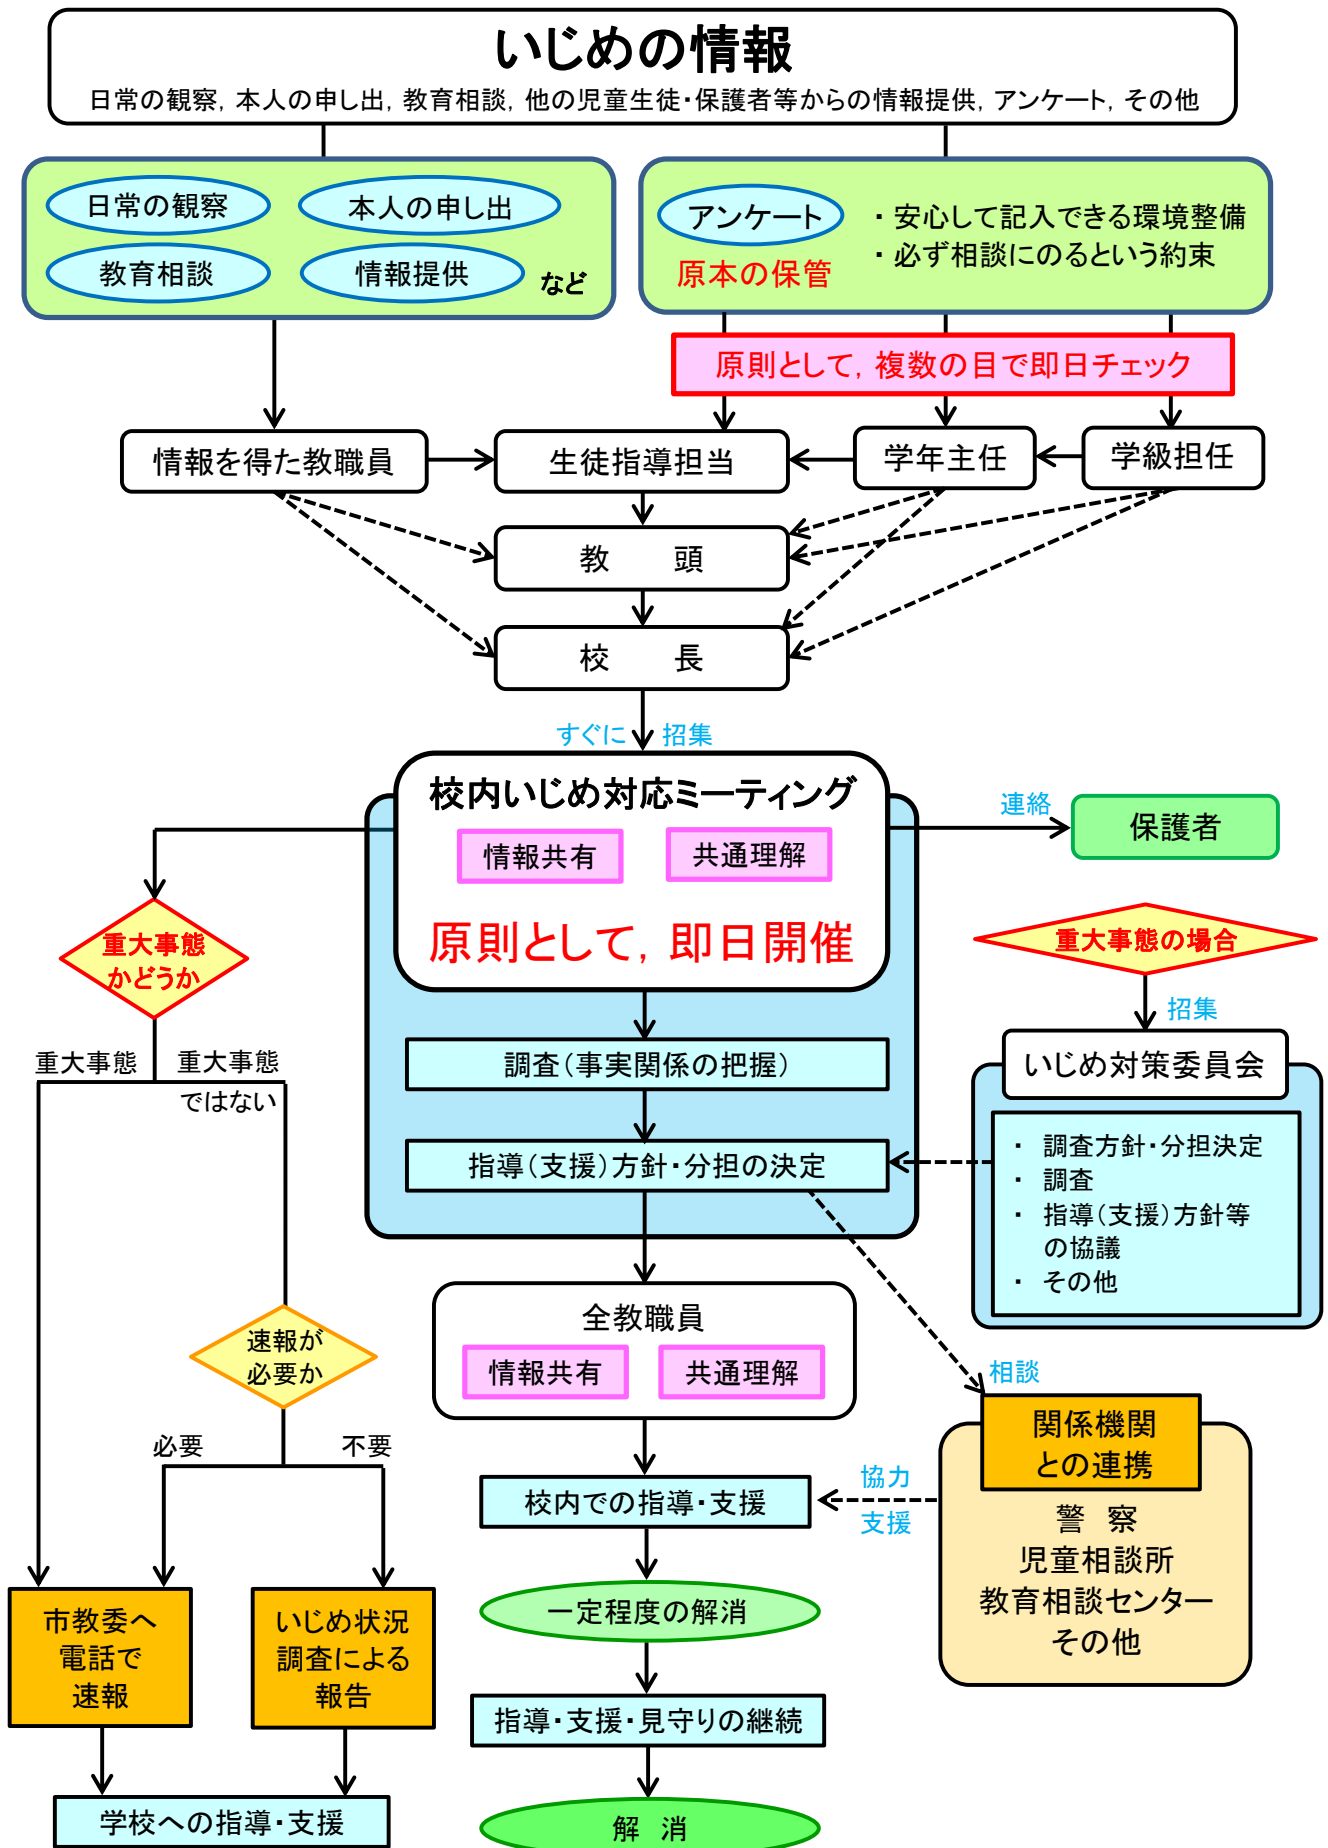 いじめの情報
日常の観察，本人の申し出，教育相談，他の児童生徒・保護者等からの情報提供，アンケート，その他
日常の観察
本人の申し出
教育相談
情報提供
など
アンケート
原本の保管
・安心して記入できる環境整備
・必ず相談にのるという約束
原則として，複数の目で即日チェック
情報を得た教職員
生徒指導担当
学年主任
学級担任
教　　頭
校　　長
すぐに
招集
校内いじめ対応ミーティング
情報共有
共通理解
原則として，即日開催
連絡
保護者
重大事態
かどうか
重大事態の場合
招集
重大事態
重大事態
ではない
調査（事実関係の把握）
指導（支援）方針・分担の決定
いじめ対策委員会
・ 調査方針・分担決定
・ 調査
・ 指導（支援）方針等
の協議
・ その他
全教職員
情報共有
共通理解
速報が
必要か
必要
不要
相談
関係機関
との連携
警　察
児童相談所
教育相談センター
その他
協力
支援
校内での指導・支援
一定程度の解消
指導・支援・見守りの継続
解　消
市教委へ
電話で
速報
いじめ状況
調査による
報告
学校への指導・支援